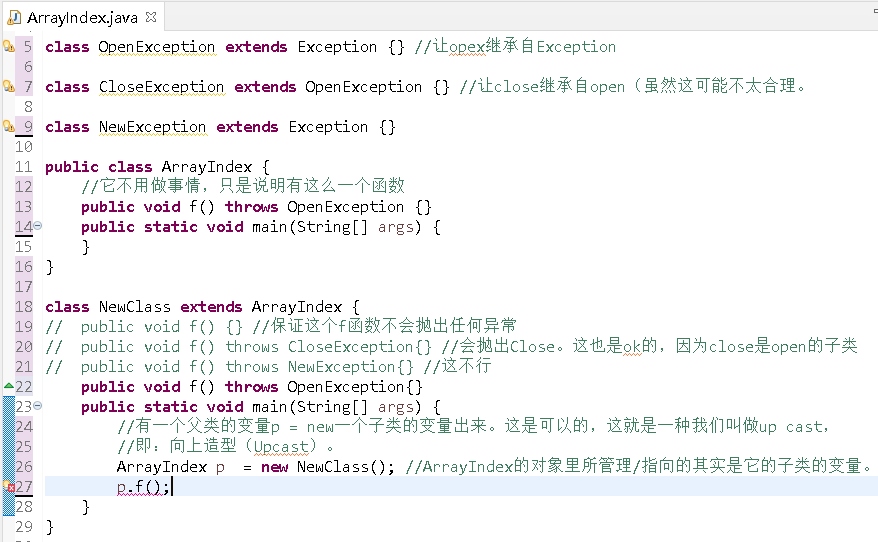 ArrayIndex.java
5 class OpenException extends Exception {} //让opex继承自Exception
6
7 class CloseException extends OpenException {} //让close继承自open（虽然这可能不太合理。
8
9 class NewException extends Exception {}
10
11 public class ArrayIndex {
12 //它不用做事情，只是说明有这么一个函数
13 public void f() throws OpenException {}
14 public static void main(String[] args) {
15 }
16 }
17
18 class NewClass extends ArrayIndex {
19 // public void f() {} //保证这个f函数不会抛出任何异常
20 // public void f() throws CloseException{} //会抛出Close。这也是ok的，因为close是open的子类
21 // public void f() throws NewException{} //这不行
22 public void f() throws OpenException{}
23 public static void main(String[] args) {
24 //有一个父类的变量p = new一个子类的变量出来。这是可以的，这就是一种我们叫做up cast，
25 //即：向上造型（Upcast）。
26 ArrayIndex p = new NewClass(); //ArrayIndex的对象里所管理/指向的其实是它的子类的变量。
27 p.f();
28 }
29 }